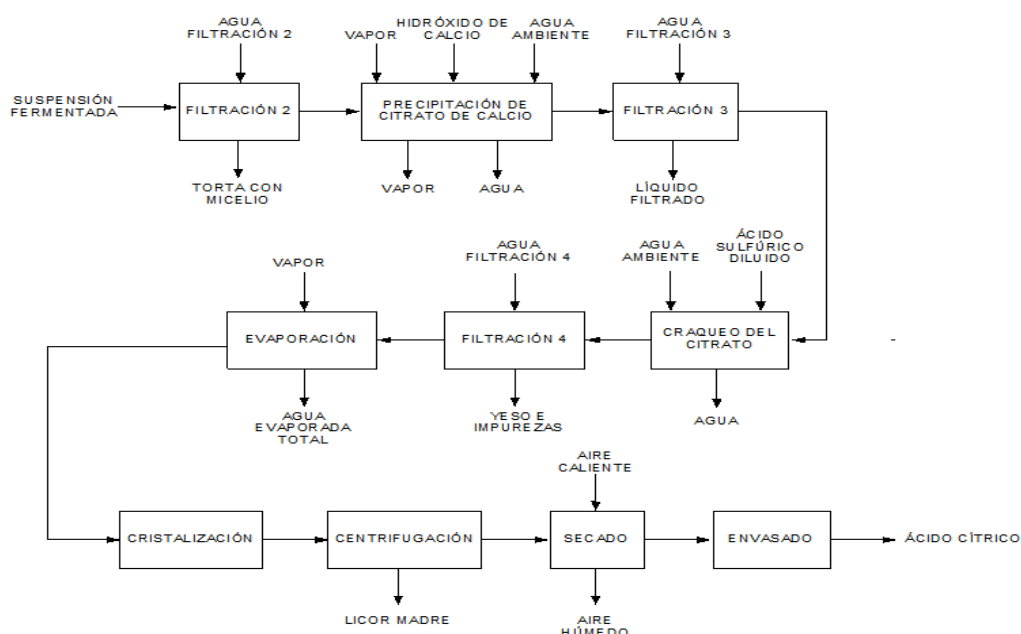 AGUA
FILTRACIÓN 2
VAPOR
HIDRÓXIDO DE
CALCIO
AGUA
AMBIENTE
AGUA
FILTRACIÓN 3
SUSPENSIÓN
FERMENTADA
FILTRACIÓN 2
PRECIPITACIÓN DE
CITRATO DE CALCIO
FILTRACIÓN 3
TORTA CON
MICELIO
VAPOR
AGUA
LÍQUIDO
FILTRADO
VAPOR
AGUA
FILTRACIÓN 4
AGUA
AMBIENTE
ÁCIDO
SULFÚRICO
DILUIDO
EVAPORACIÓN
FILTRACIÓN 4
CRAQUEO DEL
CITRATO
AGUA
EVAPORADA
TOTAL
YESO E
IMPUREZAS
AGUA
AIRE
CALIENTE
CRISTALIZACIÓN
CENTRIFUGACIÓN
SECADO
ENVASADO
ÁCIDO CÍTRICO
LICOR MADRE
AIRE
HÚMEDO